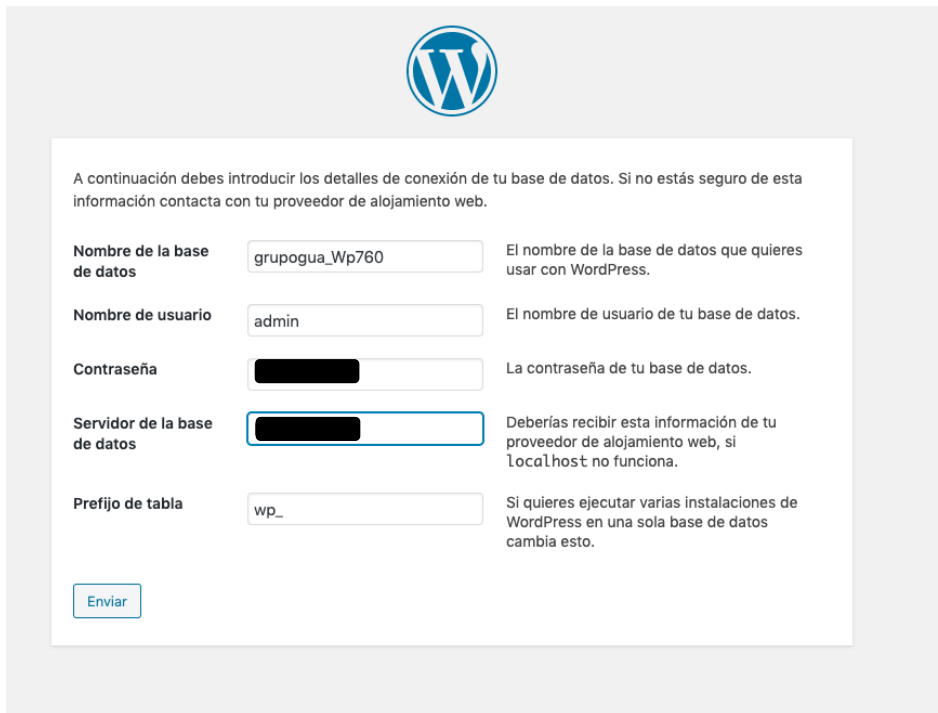 A continuación debes introducir los detalles de conexión de tu base de datos. Si no estás seguro de esta
información contacta con tu proveedor de alojamiento web.
Nombre de la base
de datos
grupogua_Wp760
El nombre de la base de datos que quieres
usar con WordPress.
Nombre de usuario
admin
El nombre de usuario de tu base de datos.
Contraseña
La contraseña de tu base de datos.
Servidor de la base
de datos
Deberías recibir esta información de tu
proveedor de alojamiento web, si
localhost no funciona.
Prefijo de tabla
wp_
Si quieres ejecutar varias instalaciones de
WordPress en una sola base de datos
cambia esto.
Enviar